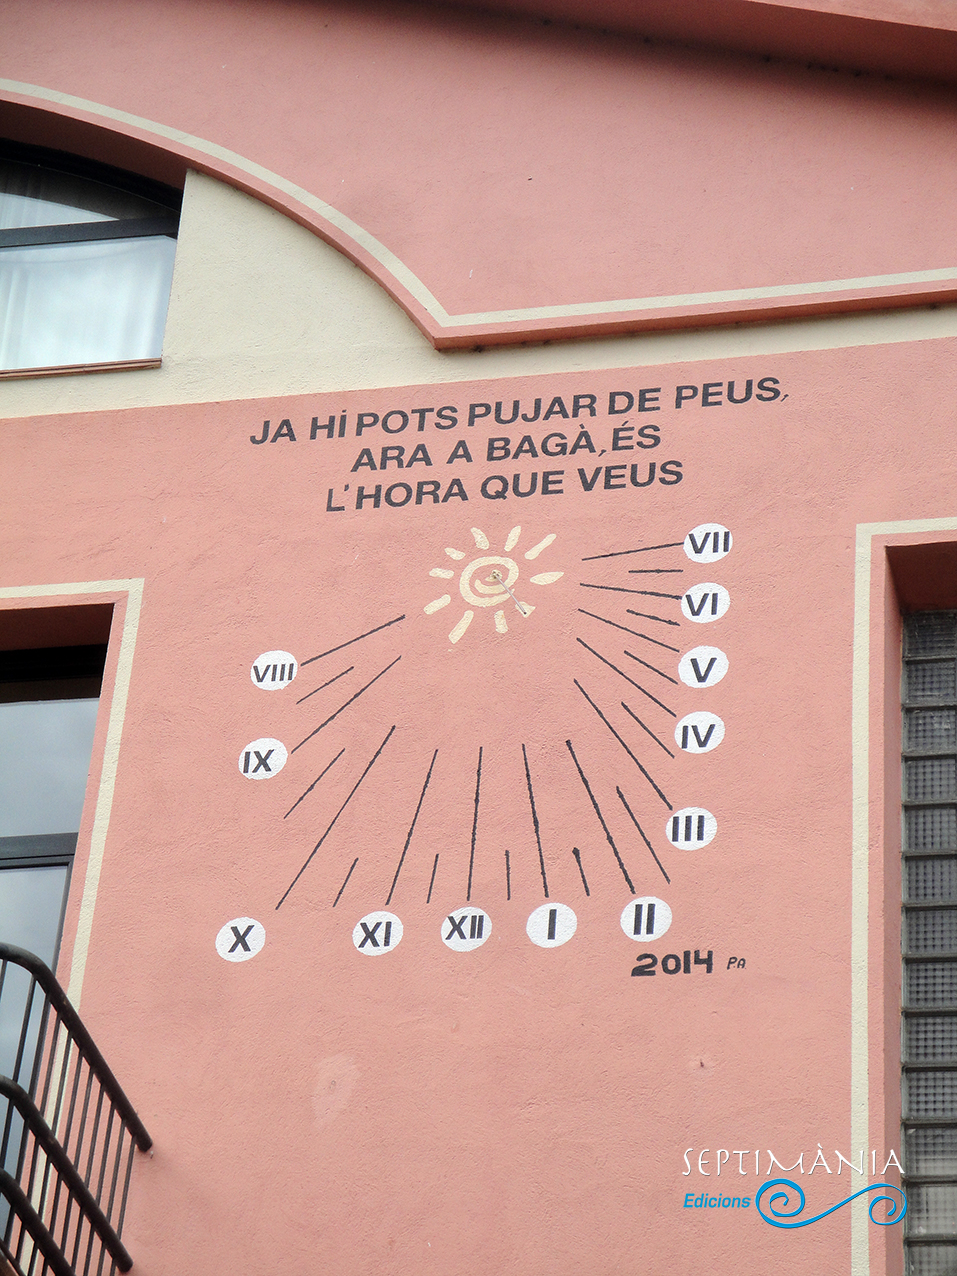 JA HI POTS PUJAR DE PEUS,
ARA A BAGÀ, ÉS
L'HORA QUE VEUS
VII
VI
VIII
V
IX
IV
III
X
XI
XII
I
II
2014 P.A
SEPTIMÀNIA
Edicions